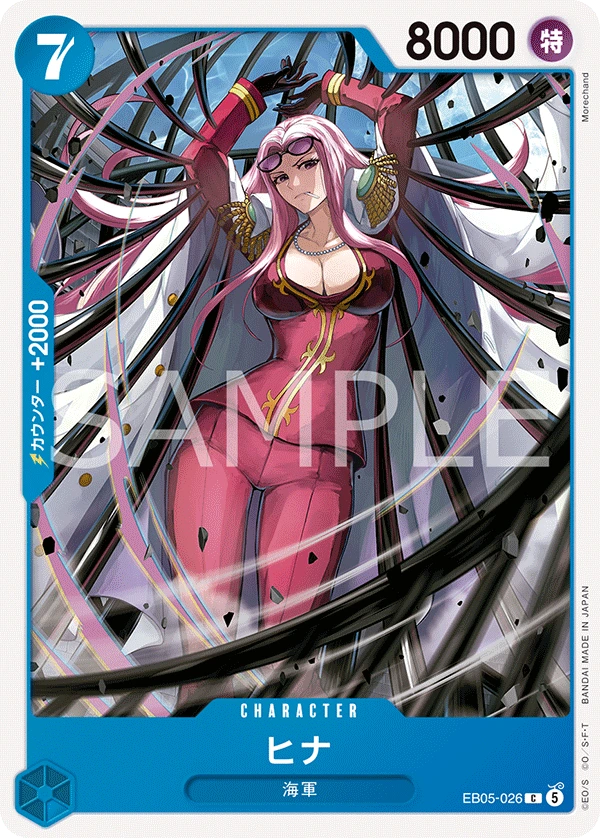 7
8000
特
Morechand
カウンター +2000
SAMPLE
CHARACTER
ヒナ
海軍
EB05-026 C 5
©E.O/S ©O/S・F・T BANDAI MADE IN JAPAN